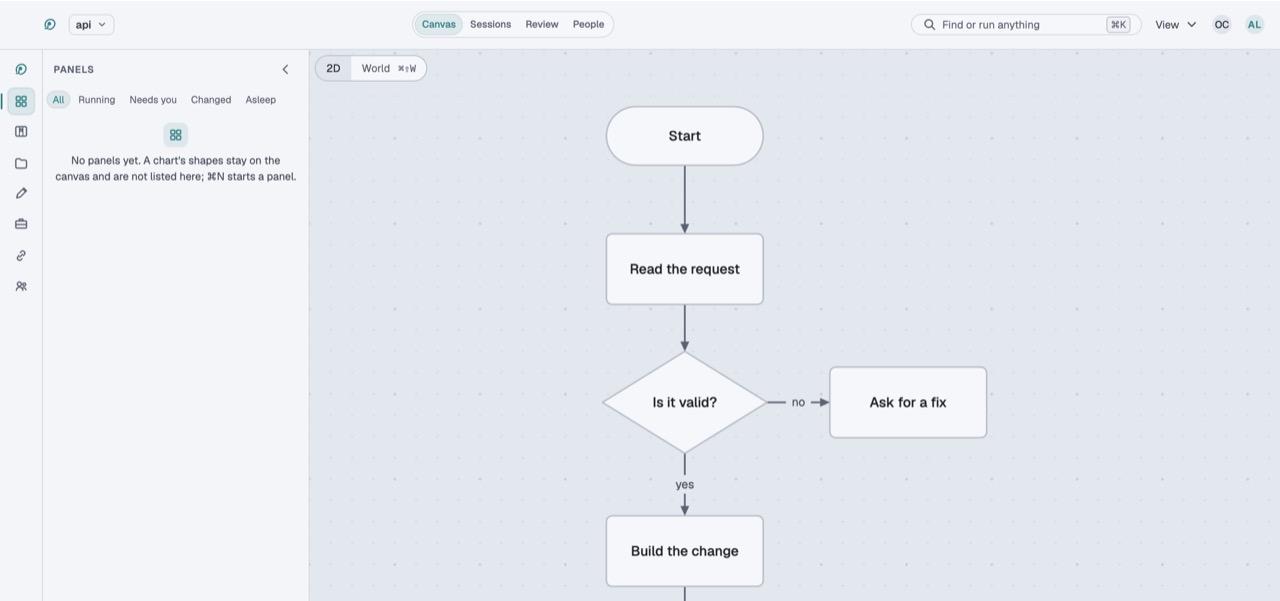 api
Canvas Sessions Review People
Find or run anything ⌘K
View
OC
AL
PANELS
All Running Needs you Changed Asleep
No panels yet. A chart's shapes stay on the
canvas and are not listed here; ⌘N starts a panel.
2D World ⌘⇧W
Start
Read the request
Is it valid?
no
Ask for a fix
yes
Build the change